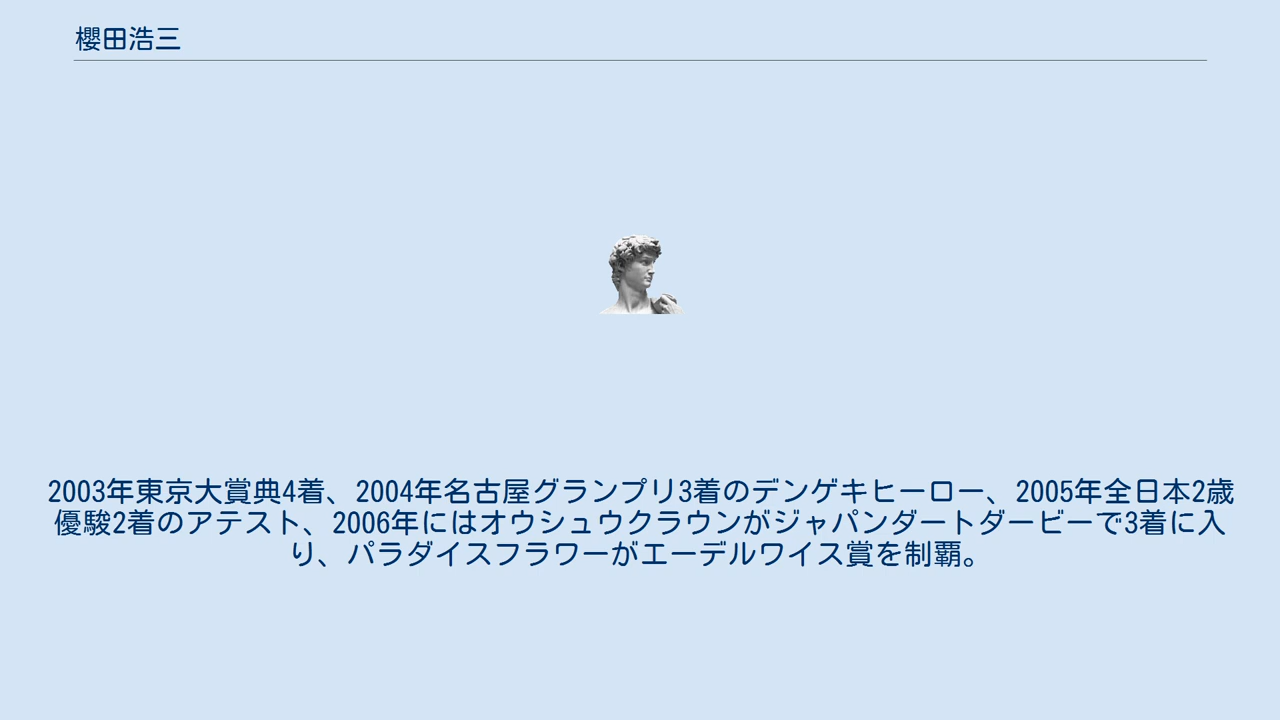 櫻田浩三
2003年東京大賞典4着、2004年名古屋グランプリ3着のデンゲキヒーロー、2005年全日本2歳
優駿2着のアテスト、2006年にはオウシュウクラウンがジャパンダートダービーで3着に入
り、パラダイスフラワーがエーデルワイス賞を制覇。